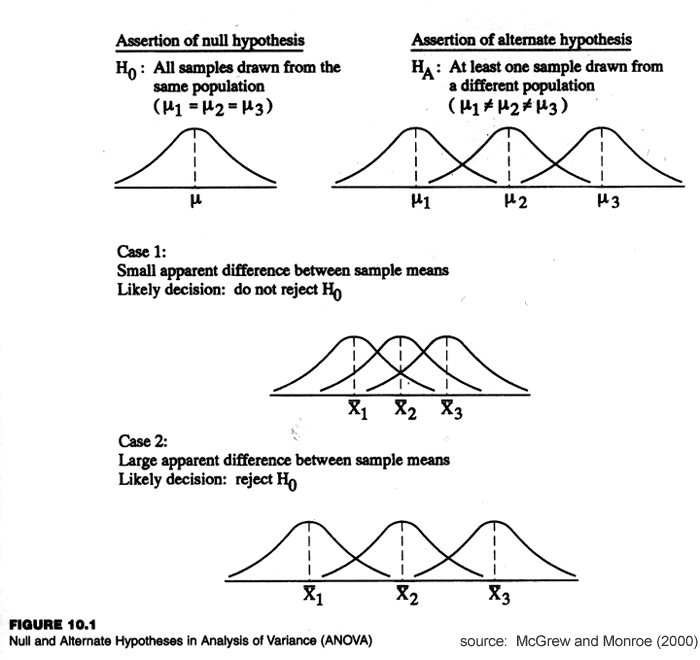 Assertion of null hypothesis
H₀: All samples drawn from the
same population
(μ₁ = μ₂ = μ₃)
μ
Assertion of alternate hypothesis
H_A: At least one sample drawn from
a different population
(μ₁ ≠ μ₂ ≠ μ₃)
μ₁ μ₂ μ₃
Case 1:
Small apparent difference between sample means
Likely decision: do not reject H₀
X̄₁ X̄₂ X̄₃
Case 2:
Large apparent difference between sample means
Likely decision: reject H₀
X̄₁ X̄₂ X̄₃
FIGURE 10.1
Null and Alternate Hypotheses in Analysis of Variance (ANOVA)
source: McGrew and Monroe (2000)